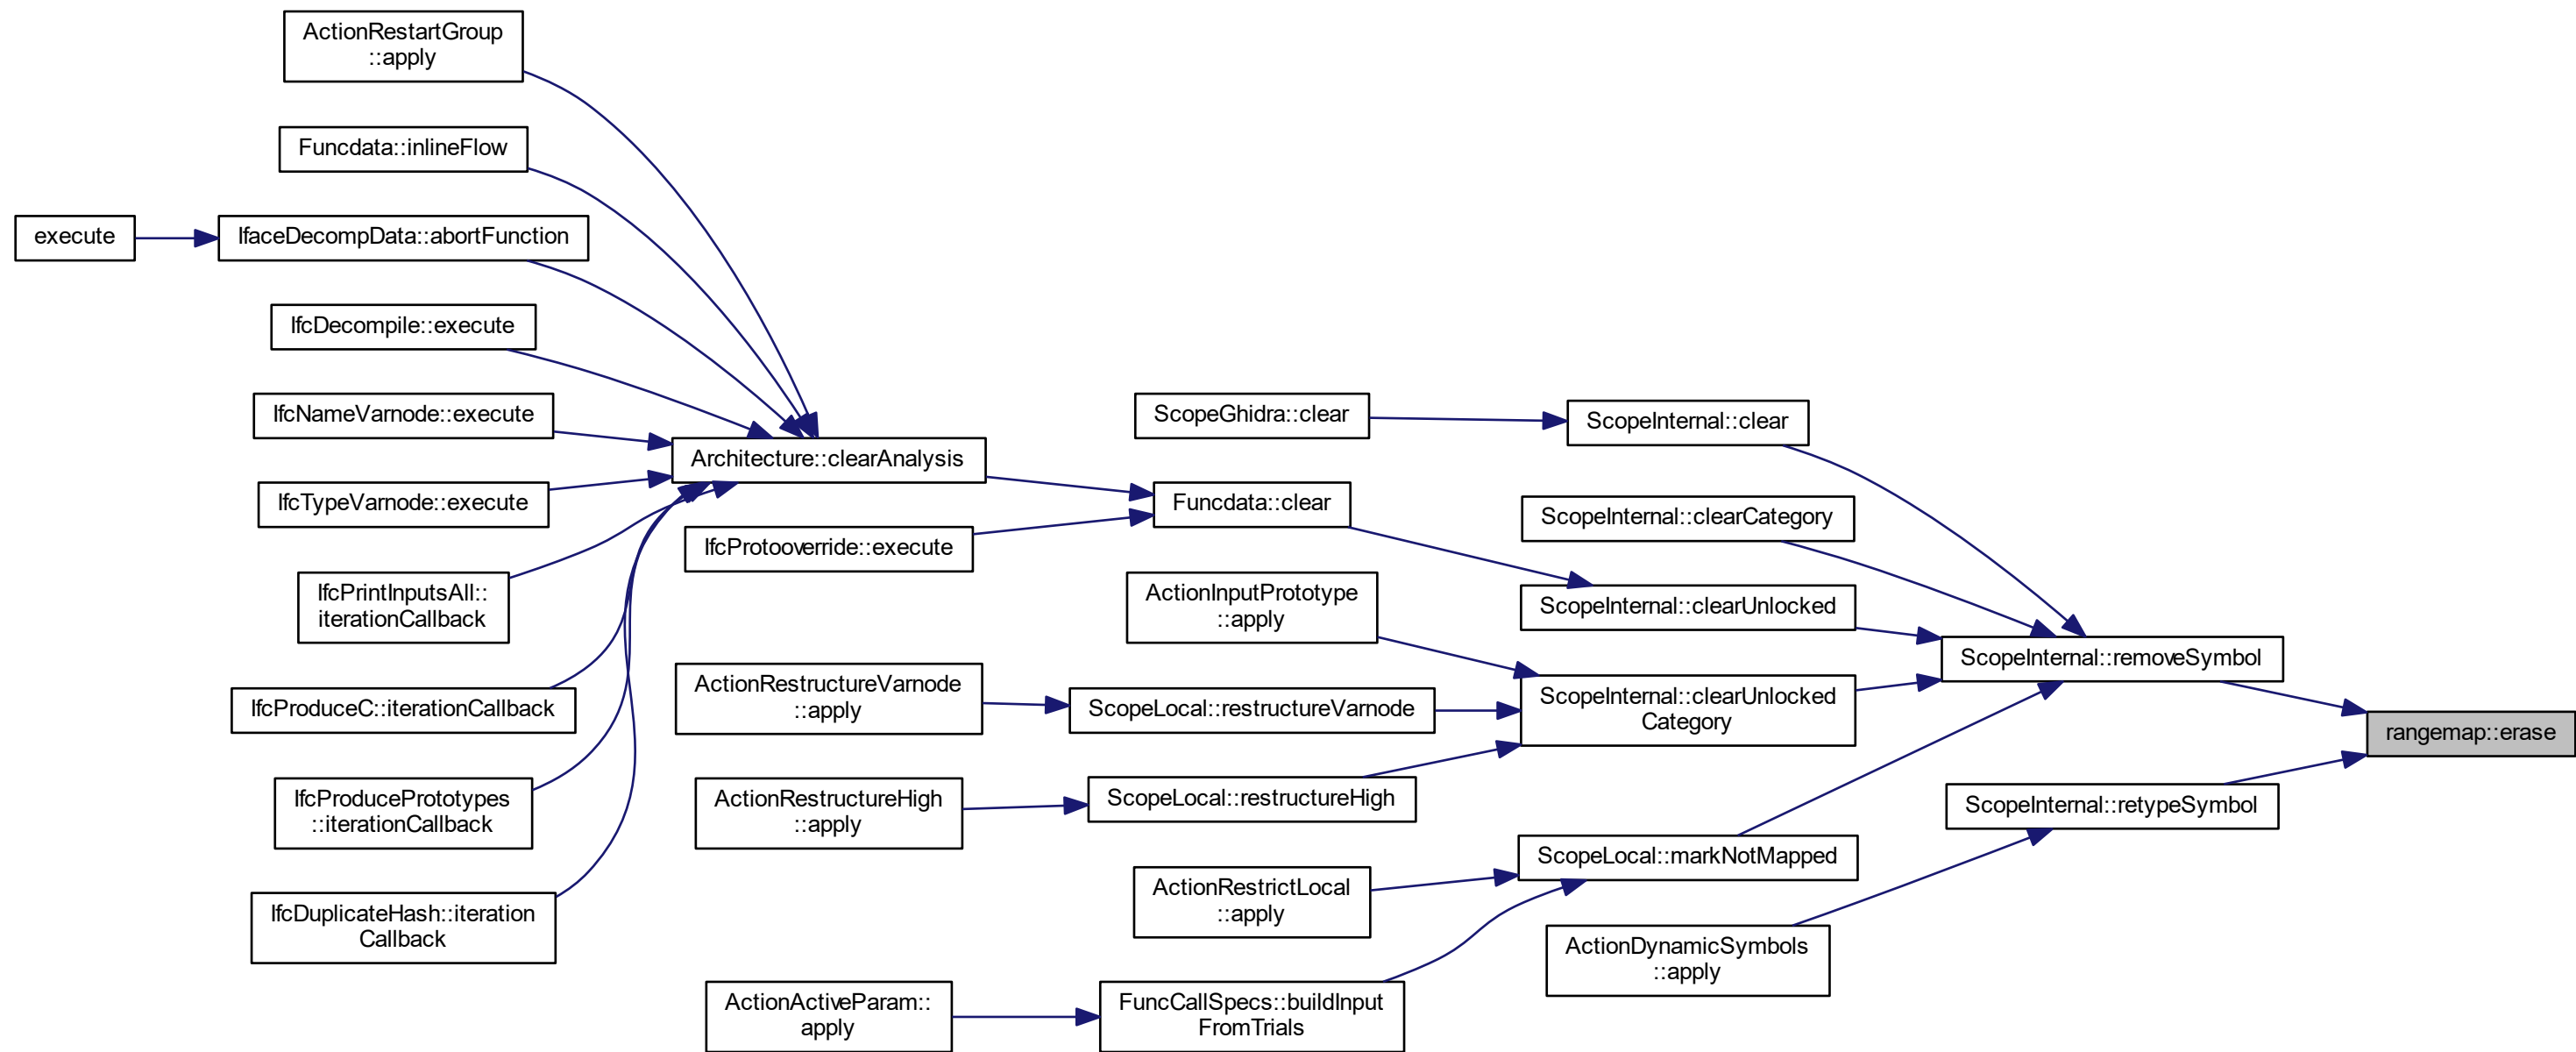 ActionRestartGroup
::apply
Funcdata::inlineFlow
execute
IfaceDecompData::abortFunction
IfcDecompile::execute
IfcNameVarnode::execute
IfcTypeVarnode::execute
IfcPrintInputsAll::
iterationCallback
IfcProduceC::iterationCallback
IfcProducePrototypes
::iterationCallback
IfcDuplicateHash::iteration
Callback
Architecture::clearAnalysis
IfcProtooverride::execute
ActionRestructureVarnode
::apply
ActionRestructureHigh
::apply
ActionActiveParam::
apply
ScopeGhidra::clear
Funcdata::clear
ActionInputPrototype
::apply
ScopeLocal::restructureVarnode
ScopeLocal::restructureHigh
ActionRestrictLocal
::apply
FuncCallSpecs::buildInput
FromTrials
ScopeInternal::clear
ScopeInternal::clearCategory
ScopeInternal::clearUnlocked
ScopeInternal::clearUnlocked
Category
ScopeLocal::markNotMapped
ActionDynamicSymbols
::apply
ScopeInternal::removeSymbol
ScopeInternal::retypeSymbol
rangemap::erase